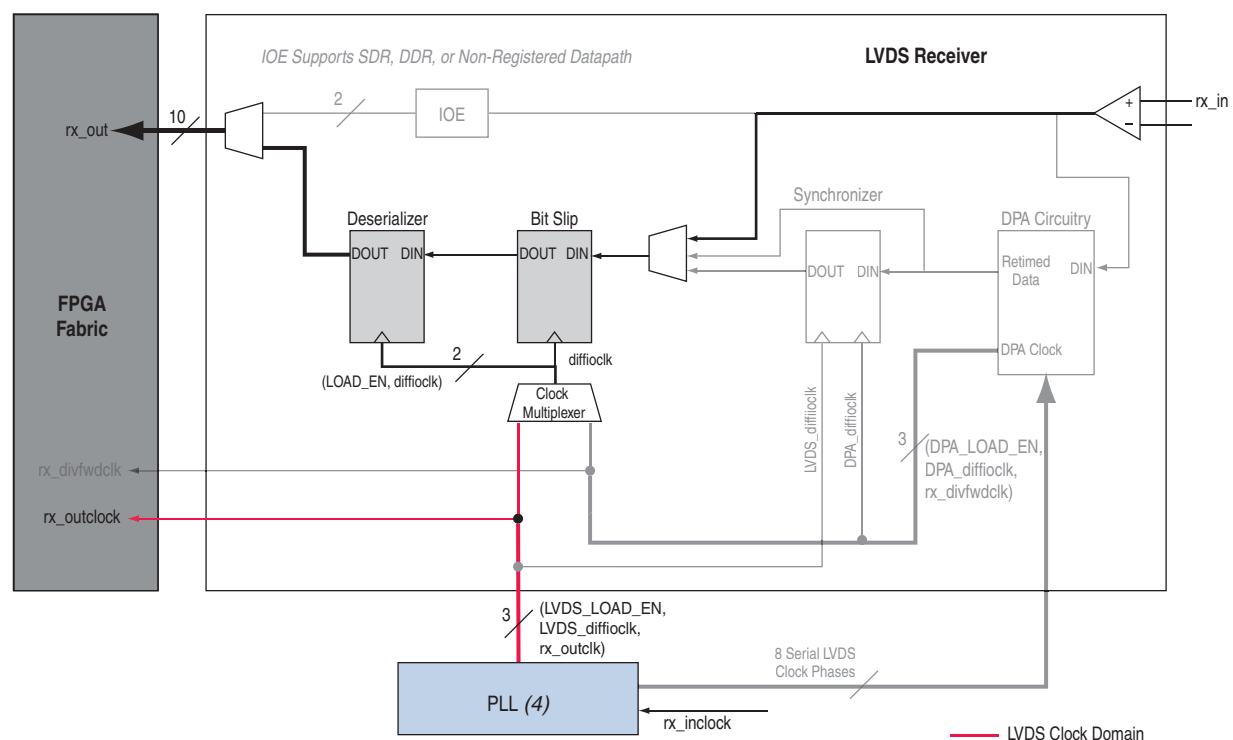 IOE Supports SDR, DDR, or Non-Registered Datapath
LVDS Receiver
2
IOE
+
−
rx_in
10
rx_out
Synchronizer
Deserializer
Bit Slip
DPA Circuitry
DOUT DIN
DOUT DIN
DOUT DIN
Retimed
Data
DIN
DPA Clock
FPGA
Fabric
2
diffioclk
(LOAD_EN, diffioclk)
Clock
Multiplexer
LVDS_diffiioclk
DPA_diffioclk
3
(DPA_LOAD_EN,
DPA_diffioclk,
rx_divfwdclk)
rx_divfwdclk
rx_outclock
3
(LVDS_LOAD_EN,
LVDS_diffioclk,
rx_outclk)
8 Serial LVDS
Clock Phases
PLL (4)
rx_inclock
LVDS Clock Domain